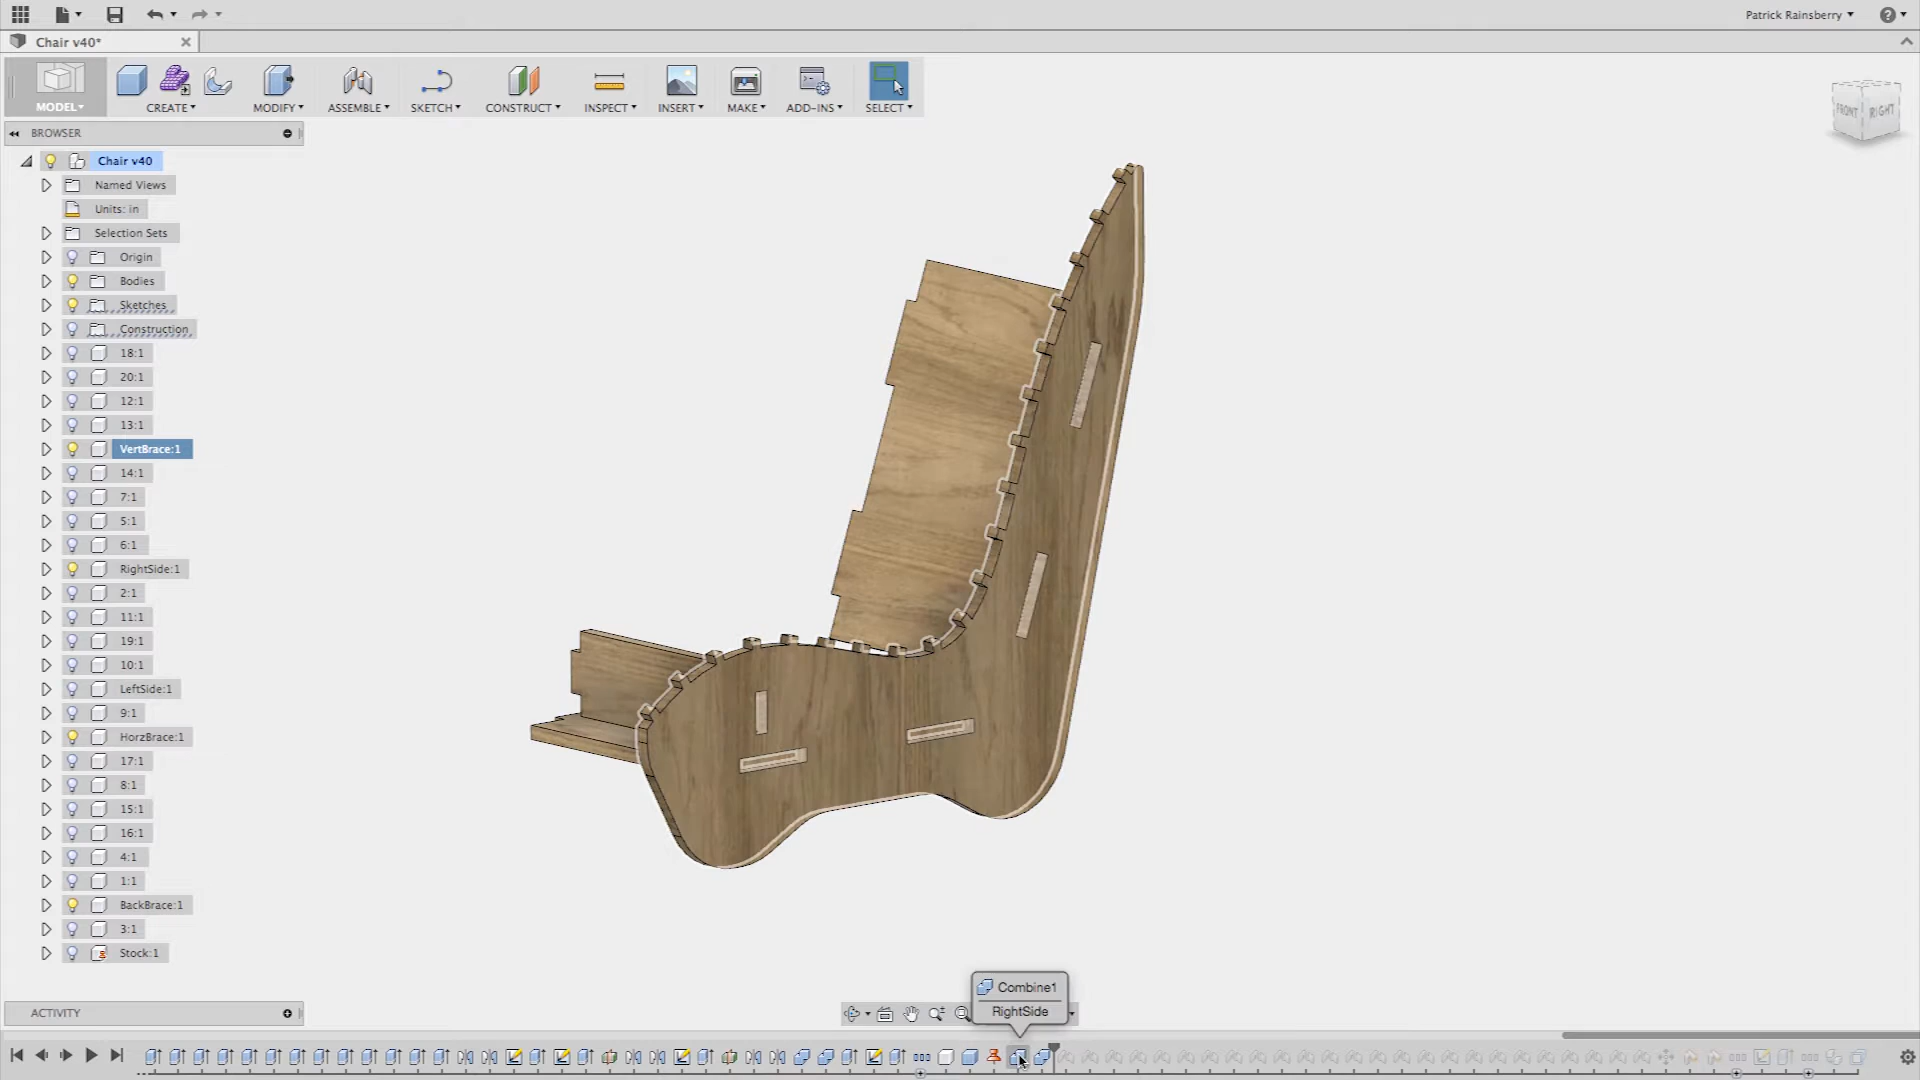 Patrick Rainsberry
Chair v40*
MODEL
CREATE
MODIFY
ASSEMBLE
SKETCH
CONSTRUCT
INSPECT
INSERT
MAKE
ADD-INS
SELECT
FRONT
RIGHT
BROWSER
Chair v40
Named Views
Units: in
Selection Sets
Origin
Bodies
Sketches
Construction
18:1
20:1
12:1
13:1
VertBrace:1
14:1
7:1
5:1
6:1
RightSide:1
2:1
11:1
19:1
10:1
LeftSide:1
9:1
HorzBrace:1
17:1
8:1
15:1
16:1
4:1
1:1
BackBrace:1
3:1
Stock:1
Combine1
RightSide
ACTIVITY